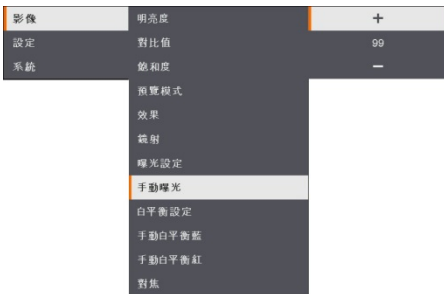 影像
設定
系統
明亮度
對比值
飽和度
預覽模式
效果
鏡射
曝光設定
手動曝光
白平衡設定
手動白平衡藍
手動白平衡紅
對焦
+
99
−